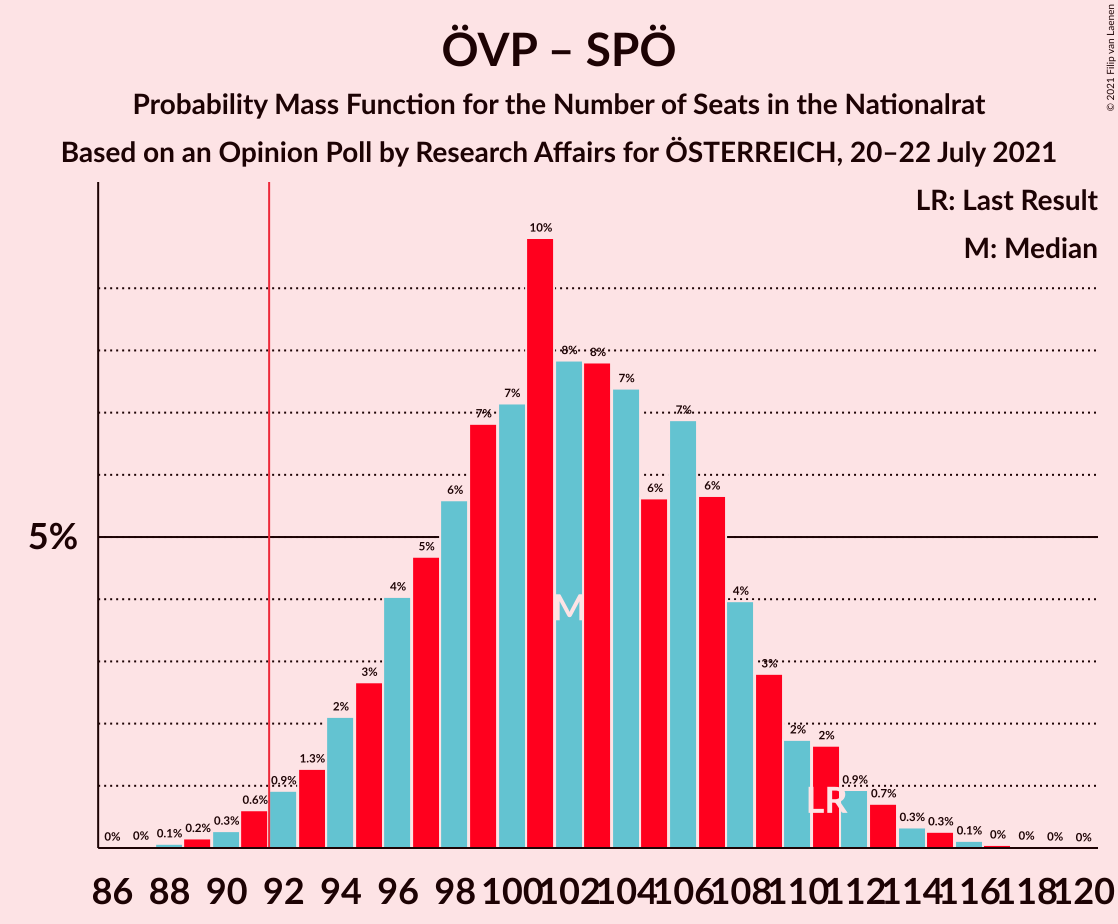 ÖVP – SPÖ
Probability Mass Function for the Number of Seats in the Nationalrat
Based on an Opinion Poll by Research Affairs for ÖSTERREICH, 20–22 July 2021
© 2021 Filip van Laenen
LR: Last Result
M: Median
5%
0% 0% 0.1% 0.2% 0.3% 0.6% 0.9% 1.3% 2% 3% 4% 5% 6% 7% 7% 10% 8% 8% 7% 6% 7% 6% 4% 3% 2% 2% 0.9% 0.7% 0.3% 0.3% 0.1% 0% 0% 0% 0%
M
LR
86 88 90 92 94 96 98 100 102 104 106 108 110 112 114 116 118 120